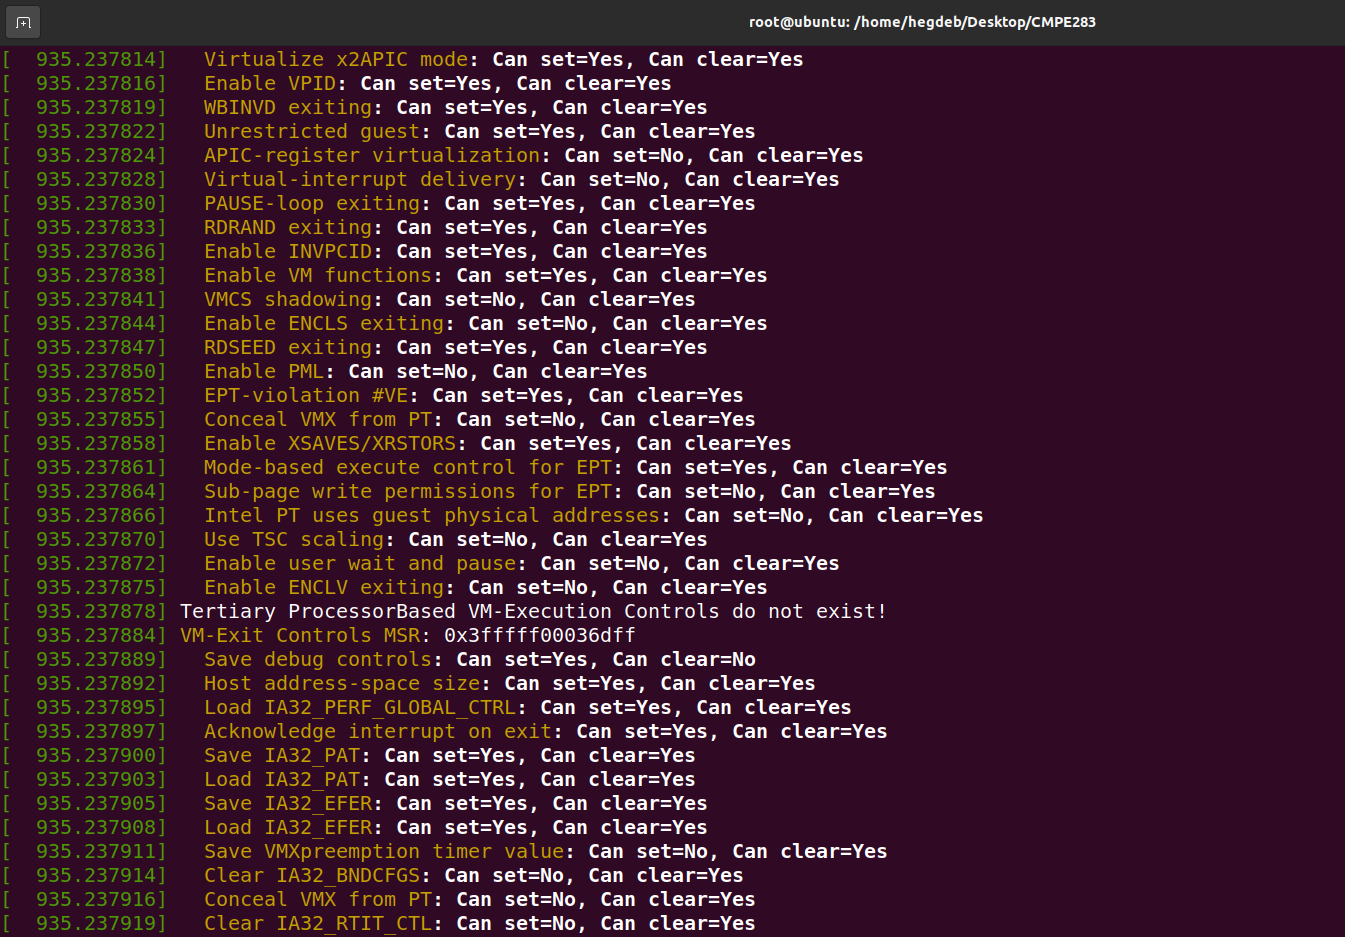 root@ubuntu: /home/hegdeb/Desktop/CMPE283
[  935.237814]   Virtualize x2APIC mode: Can set=Yes, Can clear=Yes
[  935.237816]   Enable VPID: Can set=Yes, Can clear=Yes
[  935.237819]   WBINVD exiting: Can set=Yes, Can clear=Yes
[  935.237822]   Unrestricted guest: Can set=Yes, Can clear=Yes
[  935.237824]   APIC-register virtualization: Can set=No, Can clear=Yes
[  935.237828]   Virtual-interrupt delivery: Can set=No, Can clear=Yes
[  935.237830]   PAUSE-loop exiting: Can set=Yes, Can clear=Yes
[  935.237833]   RDRAND exiting: Can set=Yes, Can clear=Yes
[  935.237836]   Enable INVPCID: Can set=Yes, Can clear=Yes
[  935.237838]   Enable VM functions: Can set=Yes, Can clear=Yes
[  935.237841]   VMCS shadowing: Can set=No, Can clear=Yes
[  935.237844]   Enable ENCLS exiting: Can set=No, Can clear=Yes
[  935.237847]   RDSEED exiting: Can set=Yes, Can clear=Yes
[  935.237850]   Enable PML: Can set=No, Can clear=Yes
[  935.237852]   EPT-violation #VE: Can set=Yes, Can clear=Yes
[  935.237855]   Conceal VMX from PT: Can set=No, Can clear=Yes
[  935.237858]   Enable XSAVES/XRSTORS: Can set=Yes, Can clear=Yes
[  935.237861]   Mode-based execute control for EPT: Can set=Yes, Can clear=Yes
[  935.237864]   Sub-page write permissions for EPT: Can set=No, Can clear=Yes
[  935.237866]   Intel PT uses guest physical addresses: Can set=No, Can clear=Yes
[  935.237870]   Use TSC scaling: Can set=No, Can clear=Yes
[  935.237872]   Enable user wait and pause: Can set=No, Can clear=Yes
[  935.237875]   Enable ENCLV exiting: Can set=No, Can clear=Yes
[  935.237878] Tertiary ProcessorBased VM-Execution Controls do not exist!
[  935.237884] VM-Exit Controls MSR: 0x3fffff00036dff
[  935.237889]   Save debug controls: Can set=Yes, Can clear=No
[  935.237892]   Host address-space size: Can set=Yes, Can clear=Yes
[  935.237895]   Load IA32_PERF_GLOBAL_CTRL: Can set=Yes, Can clear=Yes
[  935.237897]   Acknowledge interrupt on exit: Can set=Yes, Can clear=Yes
[  935.237900]   Save IA32_PAT: Can set=Yes, Can clear=Yes
[  935.237903]   Load IA32_PAT: Can set=Yes, Can clear=Yes
[  935.237905]   Save IA32_EFER: Can set=Yes, Can clear=Yes
[  935.237908]   Load IA32_EFER: Can set=Yes, Can clear=Yes
[  935.237911]   Save VMXpreemption timer value: Can set=No, Can clear=Yes
[  935.237914]   Clear IA32_BNDCFGS: Can set=No, Can clear=Yes
[  935.237916]   Conceal VMX from PT: Can set=No, Can clear=Yes
[  935.237919]   Clear IA32_RTIT_CTL: Can set=No, Can clear=Yes